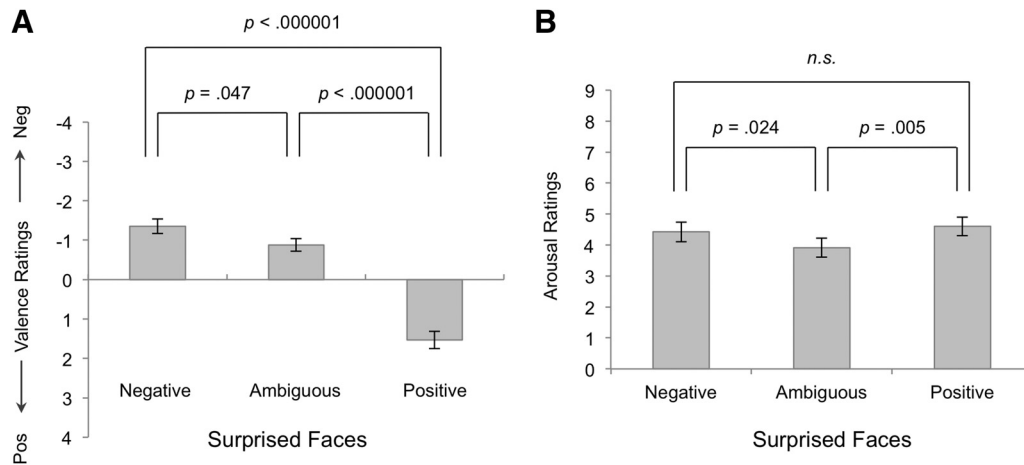 A
p < .000001
p = .047
p < .000001
Neg
Valence Ratings
Pos
-4
-3
-2
-1
0
1
2
3
4
Negative
Ambiguous
Positive
Surprised Faces
B
n.s.
p = .024
p = .005
Arousal Ratings
9
8
7
6
5
4
3
2
1
0
Negative
Ambiguous
Positive
Surprised Faces